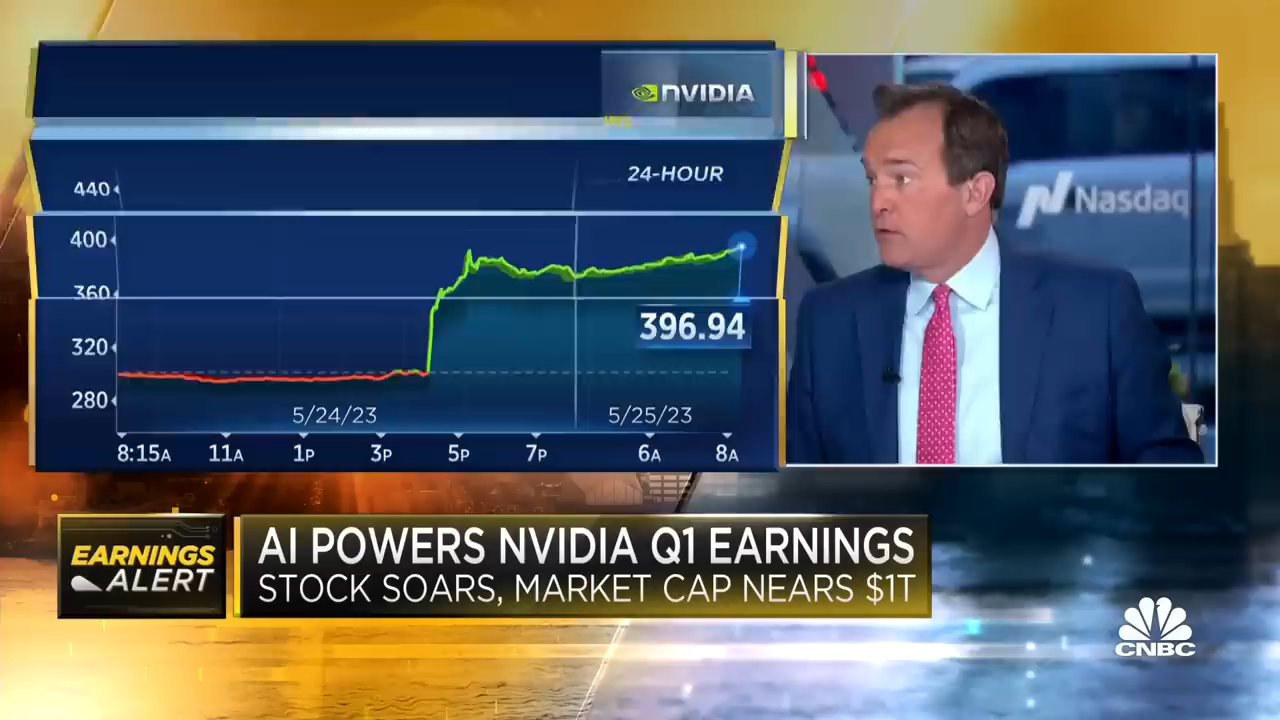 NVIDIA
24-HOUR
440
400
360
320
280
396.94
5/24/23
5/25/23
8:15A 11A 1P 3P 5P 7P 6A 8A
Nasdaq
EARNINGS
ALERT
AI POWERS NVIDIA Q1 EARNINGS
STOCK SOARS, MARKET CAP NEARS $1T
CNBC